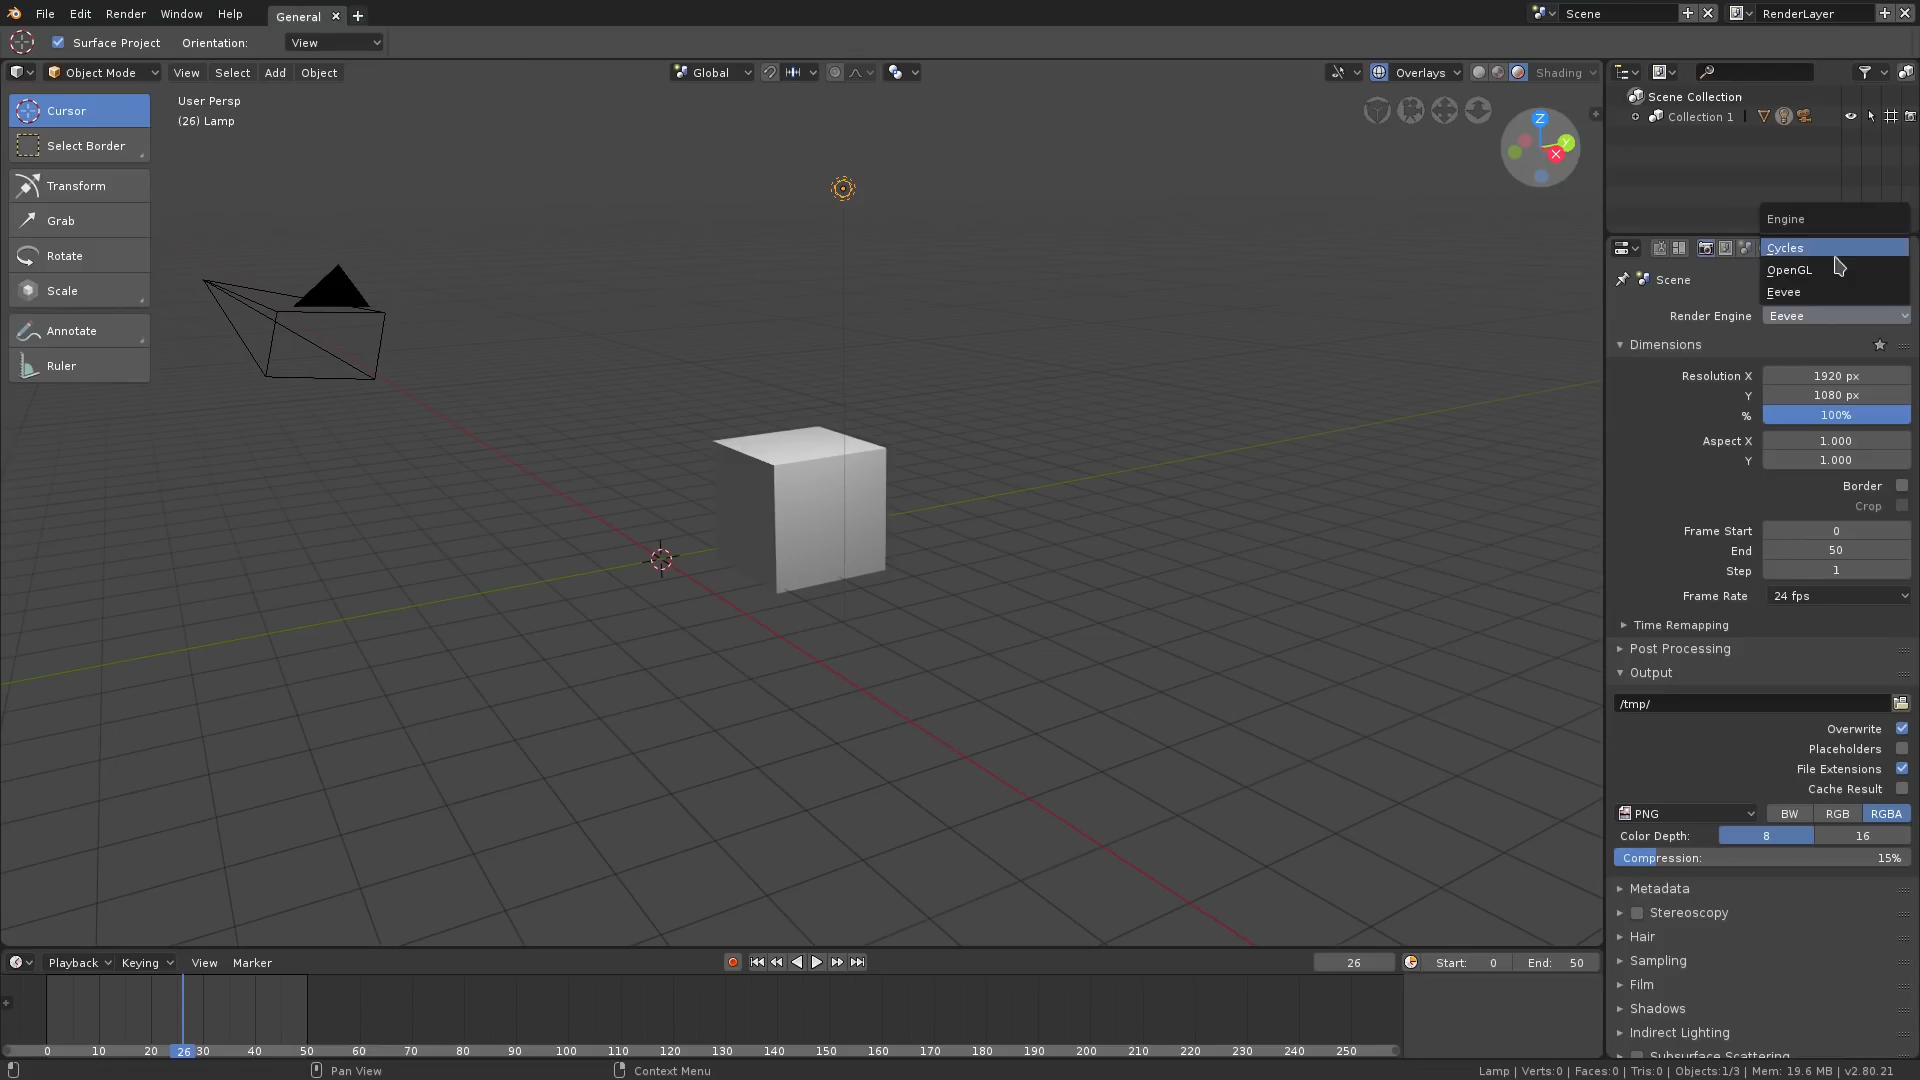 File Edit Render Window Help General Scene RenderLayer
Surface Project Orientation: View
Object Mode View Select Add Object Global Overlays Shading
User Persp
(26) Lamp
Cursor
Select Border
Transform
Grab
Rotate
Scale
Annotate
Ruler
Z
Y
X
Scene Collection
Collection 1
Engine
Cycles
OpenGL
Eevee
Scene
Render Engine Eevee
Dimensions
Resolution X 1920 px
Y 1080 px
% 100%
Aspect X 1.000
Y 1.000
Border
Crop
Frame Start 0
End 50
Step 1
Frame Rate 24 fps
Time Remapping
Post Processing
Output
/tmp/
Overwrite
Placeholders
File Extensions
Cache Result
PNG BW RGB RGBA
Color Depth: 8 16
Compression: 15%
Metadata
Stereoscopy
Hair
Sampling
Film
Shadows
Indirect Lighting
Subsurface Scattering
Playback Keying View Marker 26 Start: 0 End: 50
0 10 20 26 30 40 50 60 70 80 90 100 110 120 130 140 150 160 170 180 190 200 210 220 230 240 250
Pan View Context Menu Lamp | Verts:0 | Faces:0 | Tris:0 | Objects:1/3 | Mem: 19.6 MB | v2.80.21